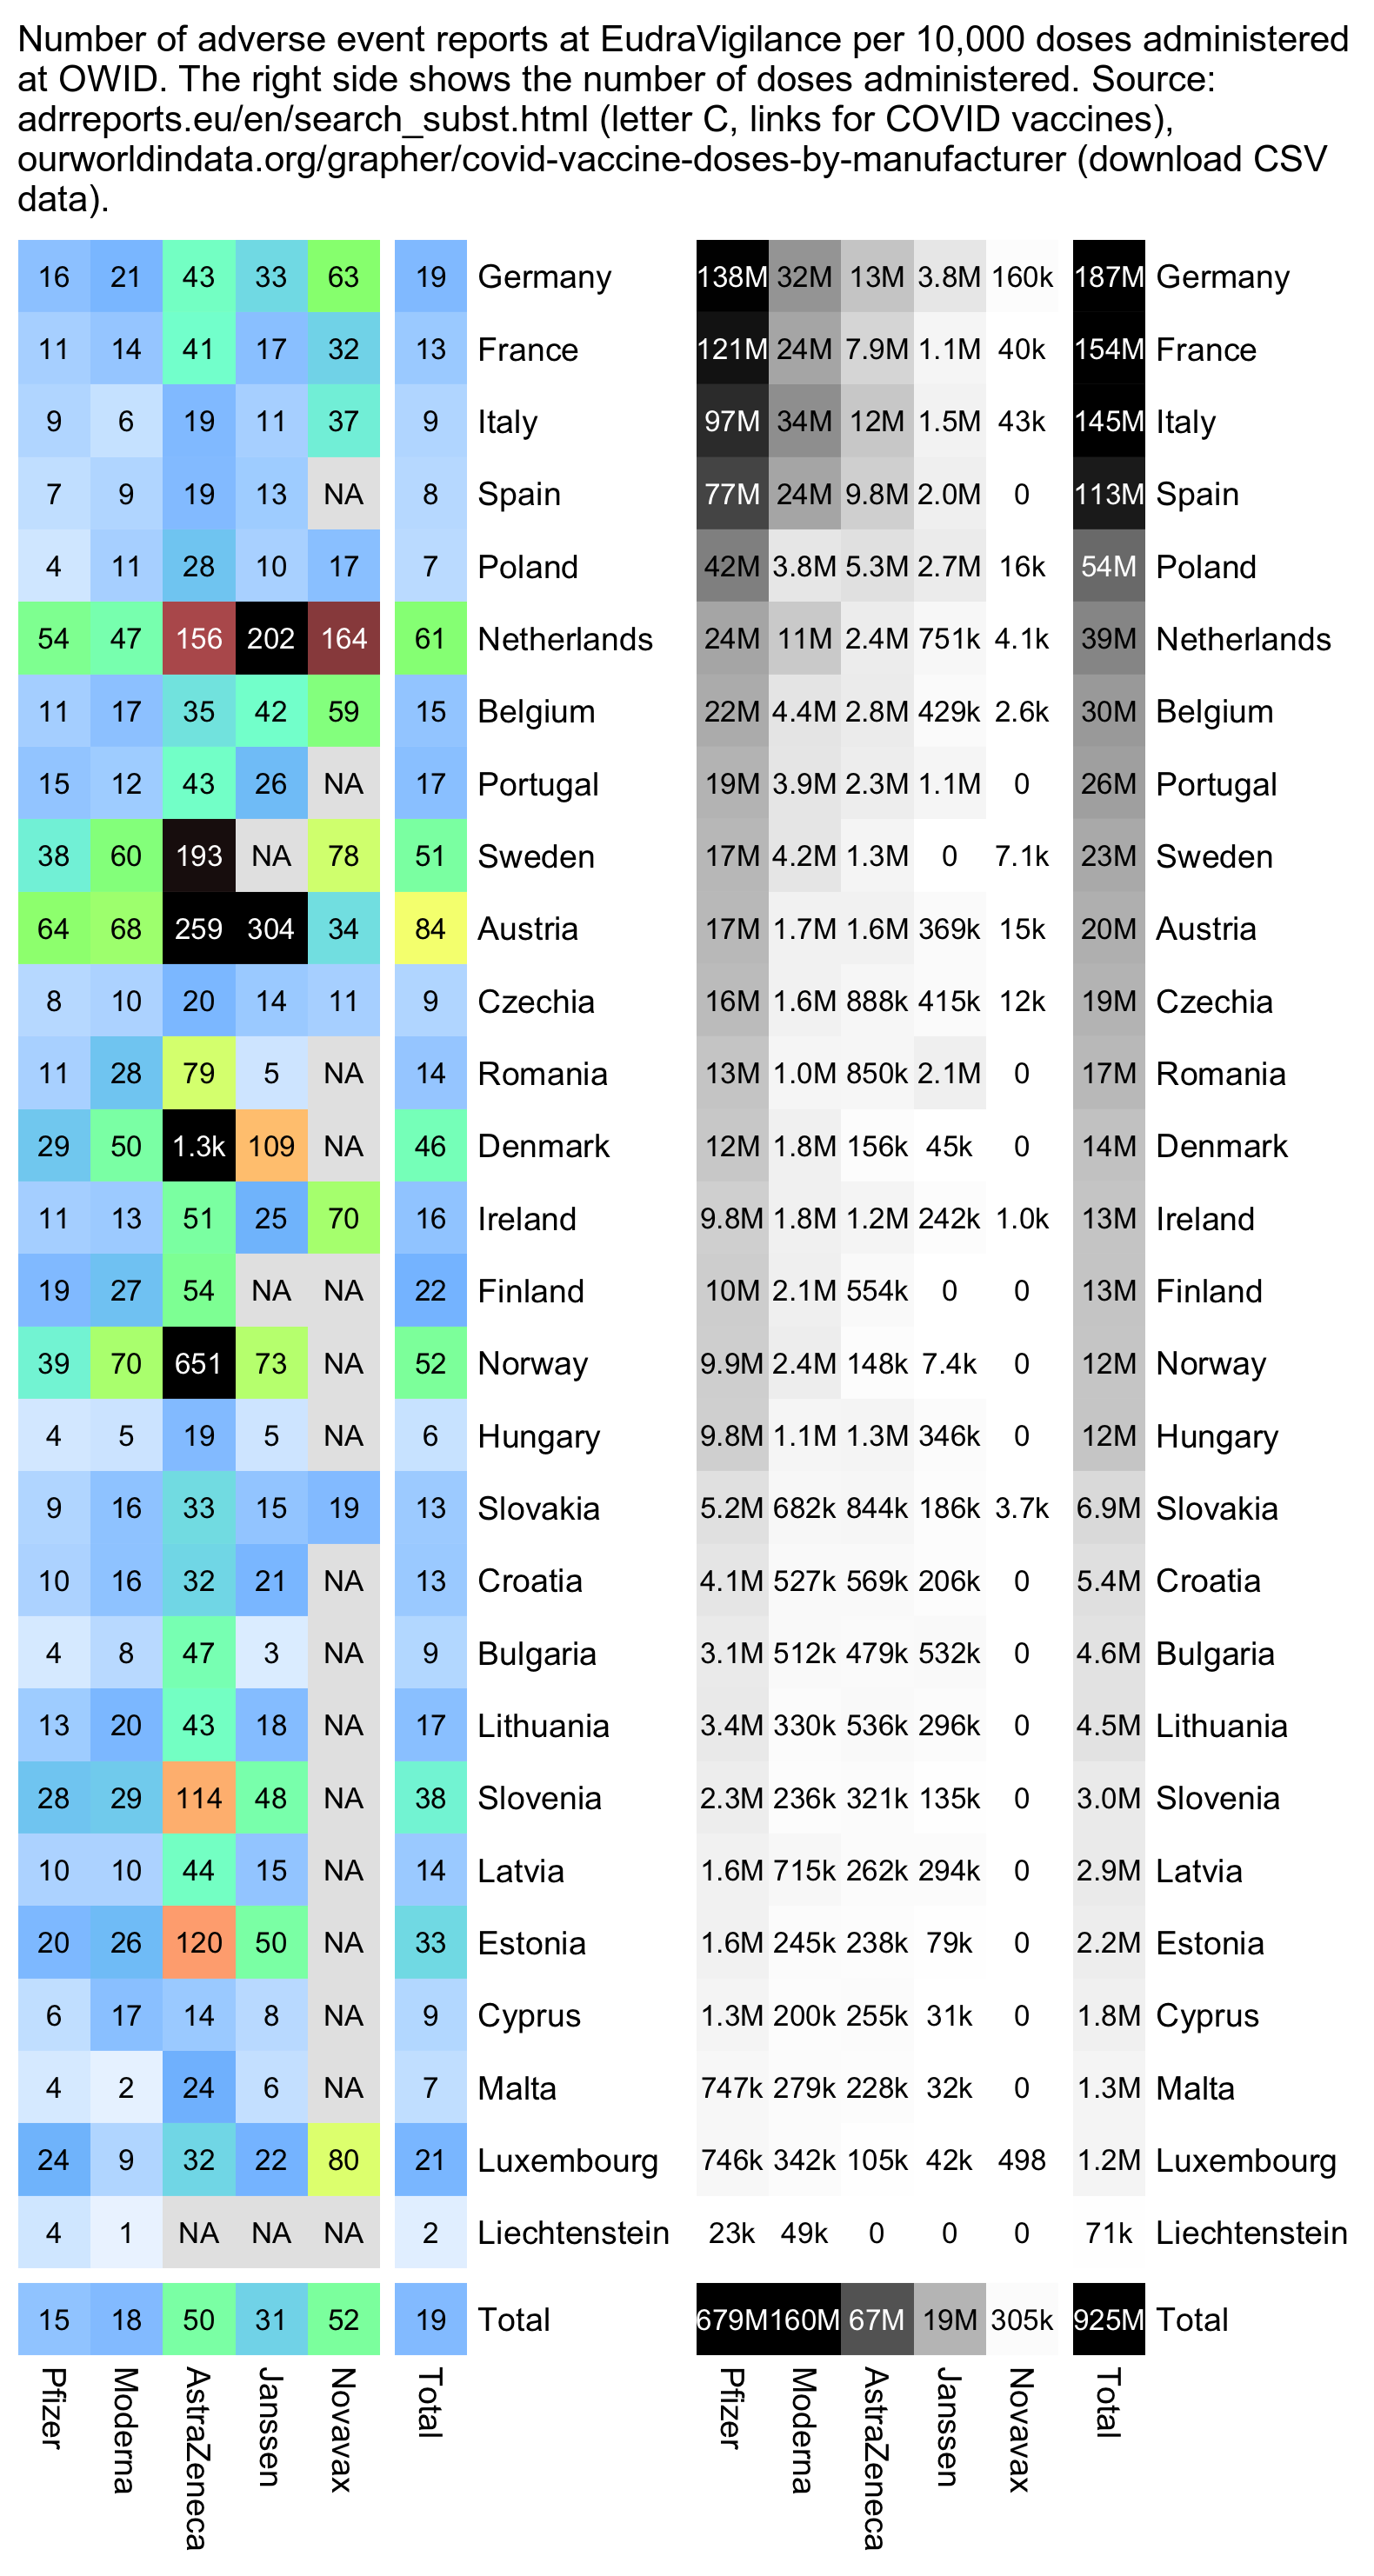 Number of adverse event reports at EudraVigilance per 10,000 doses administered
at OWID. The right side shows the number of doses administered. Source:
adrreports.eu/en/search_subst.html (letter C, links for COVID vaccines),
ourworldindata.org/grapher/covid-vaccine-doses-by-manufacturer (download CSV
data).
16 21 43 33 63 19 Germany 138M 32M 13M 3.8M 160k 187M Germany
11 14 41 17 32 13 France 121M 24M 7.9M 1.1M 40k 154M France
9 6 19 11 37 9 Italy 97M 34M 12M 1.5M 43k 145M Italy
7 9 19 13 NA 8 Spain 77M 24M 9.8M 2.0M 0 113M Spain
4 11 28 10 17 7 Poland 42M 3.8M 5.3M 2.7M 16k 54M Poland
54 47 156 202 164 61 Netherlands 24M 11M 2.4M 751k 4.1k 39M Netherlands
11 17 35 42 59 15 Belgium 22M 4.4M 2.8M 429k 2.6k 30M Belgium
15 12 43 26 NA 17 Portugal 19M 3.9M 2.3M 1.1M 0 26M Portugal
38 60 193 NA 78 51 Sweden 17M 4.2M 1.3M 0 7.1k 23M Sweden
64 68 259 304 34 84 Austria 17M 1.7M 1.6M 369k 15k 20M Austria
8 10 20 14 11 9 Czechia 16M 1.6M 888k 415k 12k 19M Czechia
11 28 79 5 NA 14 Romania 13M 1.0M 850k 2.1M 0 17M Romania
29 50 1.3k 109 NA 46 Denmark 12M 1.8M 156k 45k 0 14M Denmark
11 13 51 25 70 16 Ireland 9.8M 1.8M 1.2M 242k 1.0k 13M Ireland
19 27 54 NA NA 22 Finland 10M 2.1M 554k 0 0 13M Finland
39 70 651 73 NA 52 Norway 9.9M 2.4M 148k 7.4k 0 12M Norway
4 5 19 5 NA 6 Hungary 9.8M 1.1M 1.3M 346k 0 12M Hungary
9 16 33 15 19 13 Slovakia 5.2M 682k 844k 186k 3.7k 6.9M Slovakia
10 16 32 21 NA 13 Croatia 4.1M 527k 569k 206k 0 5.4M Croatia
4 8 47 3 NA 9 Bulgaria 3.1M 512k 479k 532k 0 4.6M Bulgaria
13 20 43 18 NA 17 Lithuania 3.4M 330k 536k 296k 0 4.5M Lithuania
28 29 114 48 NA 38 Slovenia 2.3M 236k 321k 135k 0 3.0M Slovenia
10 10 44 15 NA 14 Latvia 1.6M 715k 262k 294k 0 2.9M Latvia
20 26 120 50 NA 33 Estonia 1.6M 245k 238k 79k 0 2.2M Estonia
6 17 14 8 NA 9 Cyprus 1.3M 200k 255k 31k 0 1.8M Cyprus
4 2 24 6 NA 7 Malta 747k 279k 228k 32k 0 1.3M Malta
24 9 32 22 80 21 Luxembourg 746k 342k 105k 42k 498 1.2M Luxembourg
4 1 NA NA NA 2 Liechtenstein 23k 49k 0 0 0 71k Liechtenstein
15 18 50 31 52 19 Total 679M 160M 67M 19M 305k 925M Total
Pfizer Moderna AstraZeneca Janssen Novavax Total Pfizer Moderna AstraZeneca Janssen Novavax Total